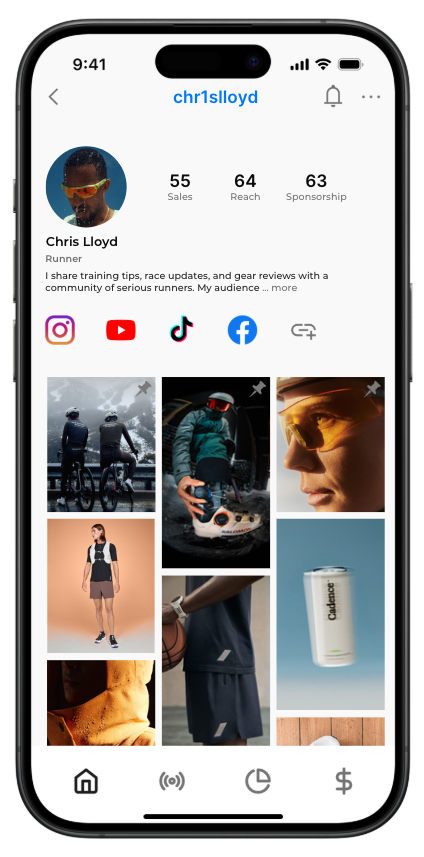 9:41
chr1slloyd
55 64 63
Sales Reach Sponsorship
Chris Lloyd
Runner
I share training tips, race updates, and gear reviews with a
community of serious runners. My audience ... more
Cadence